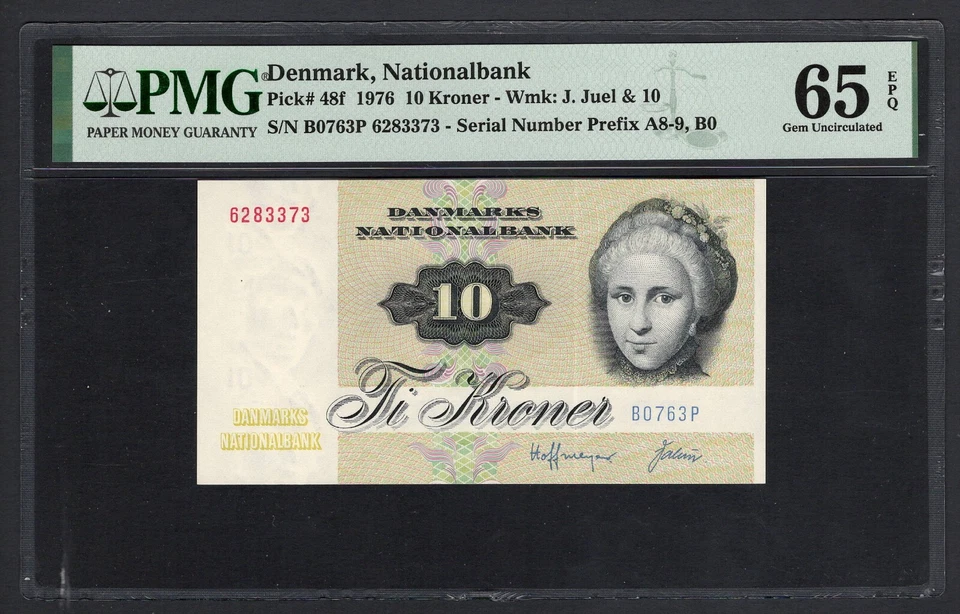 PMG®
PAPER MONEY GUARANTY
Denmark, Nationalbank
Pick# 48f 1976 10 Kroner - Wmk: J. Juel & 10
S/N B0763P 6283373 - Serial Number Prefix A8-9, B0
65 EPQ
Gem Uncirculated
6283373
DANMARKS
NATIONALBANK
10
Ti Kroner
B0763P
DANMARKS
NATIONALBANK
Hoffmeyer